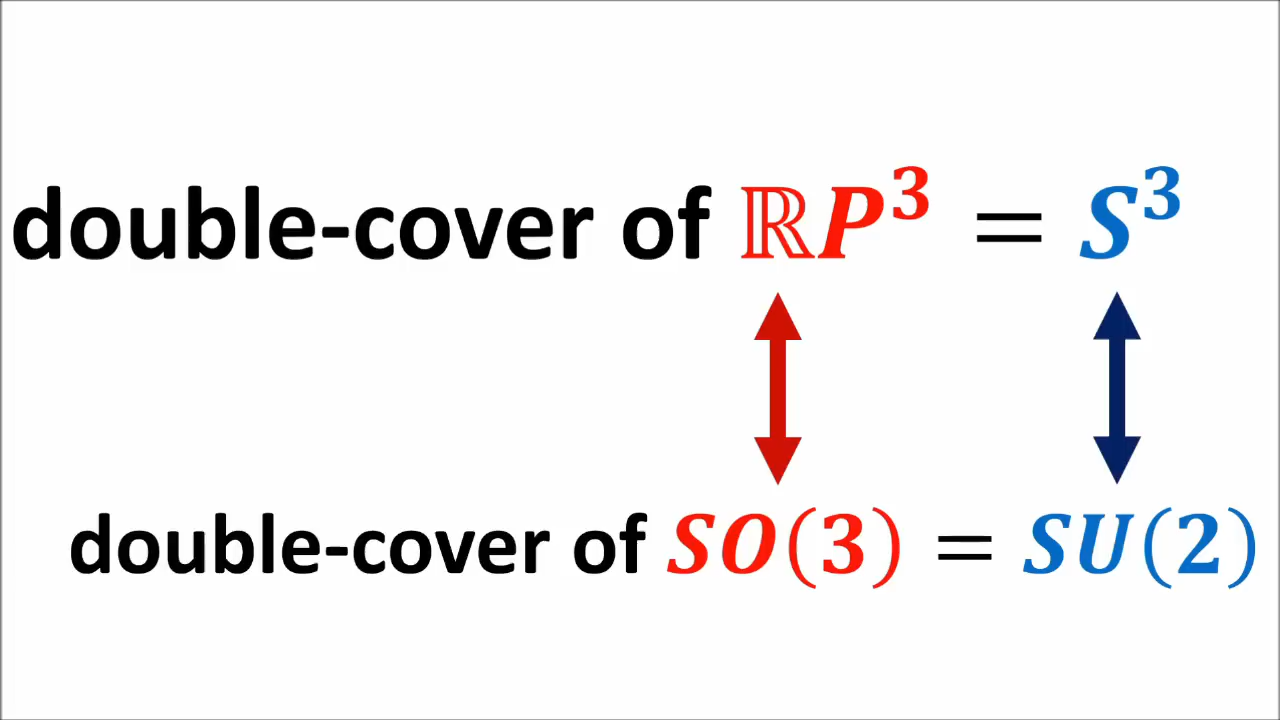 double-cover of ℝP³ = S³
double-cover of SO(3) = SU(2)